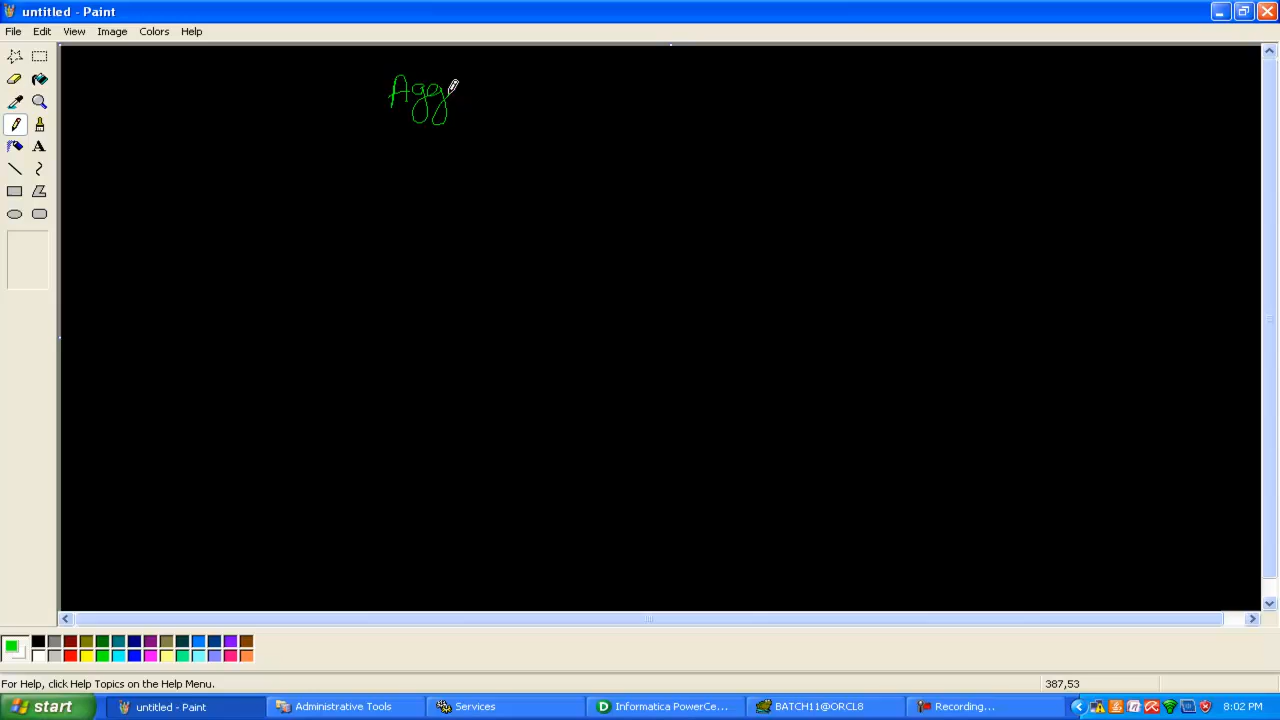 untitled - Paint
File Edit View Image Colors Help
Agg
For Help, click Help Topics on the Help Menu.
387,53
start
untitled - Paint
Administrative Tools
Services
Informatica PowerCe...
BATCH11@ORCL8
Recording...
8:02 PM